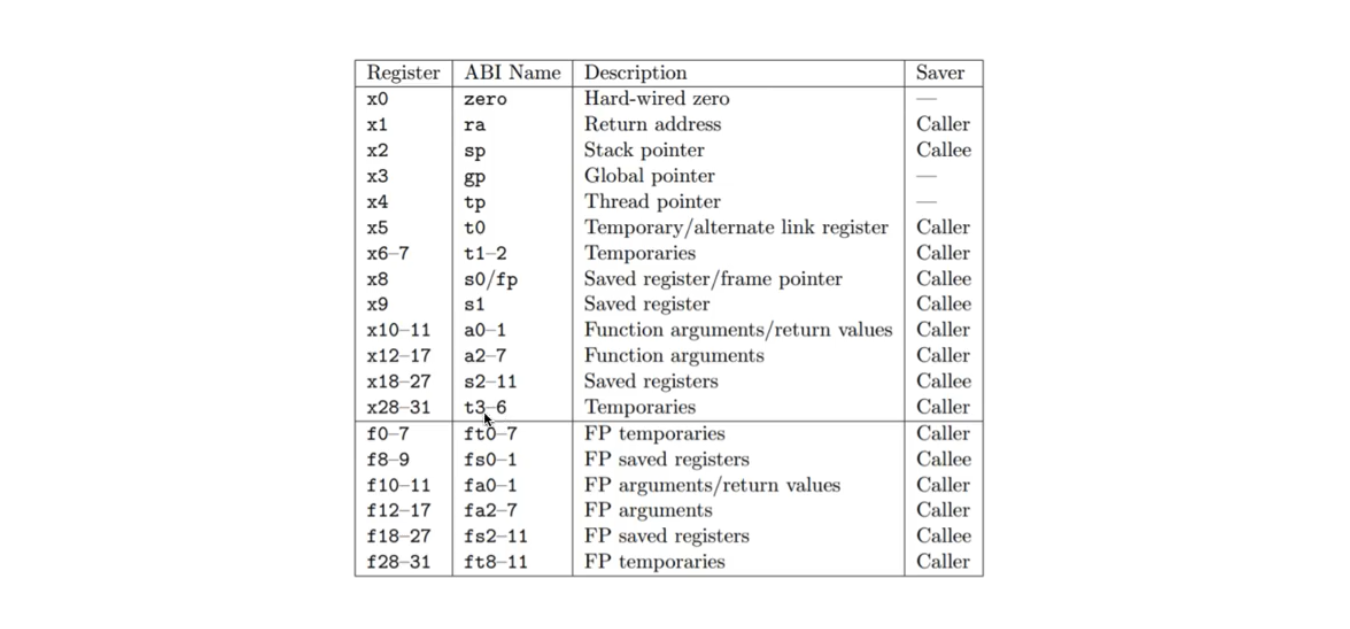 Register ABI Name Description Saver
x0 zero Hard-wired zero —
x1 ra Return address Caller
x2 sp Stack pointer Callee
x3 gp Global pointer —
x4 tp Thread pointer —
x5 t0 Temporary/alternate link register Caller
x6–7 t1–2 Temporaries Caller
x8 s0/fp Saved register/frame pointer Callee
x9 s1 Saved register Callee
x10–11 a0–1 Function arguments/return values Caller
x12–17 a2–7 Function arguments Caller
x18–27 s2–11 Saved registers Callee
x28–31 t3–6 Temporaries Caller
f0–7 ft0–7 FP temporaries Caller
f8–9 fs0–1 FP saved registers Callee
f10–11 fa0–1 FP arguments/return values Caller
f12–17 fa2–7 FP arguments Caller
f18–27 fs2–11 FP saved registers Callee
f28–31 ft8–11 FP temporaries Caller